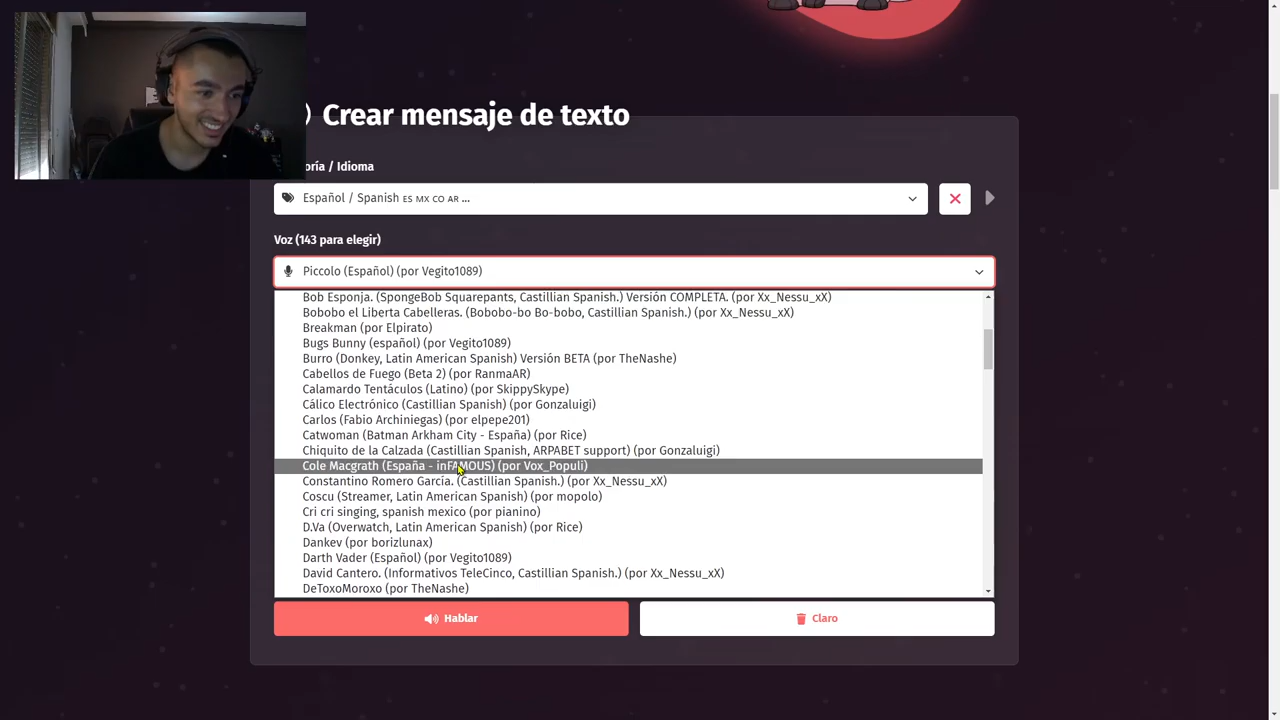 ) Crear mensaje de texto
oría / Idioma
Español / Spanish ES MX CO AR ...
Voz (143 para elegir)
Piccolo (Español) (por Vegito1089)
Bob Esponja. (SpongeBob Squarepants, Castillian Spanish.) Versión COMPLETA. (por Xx_Nessu_xX)
Bobobo el Liberta Cabelleras. (Bobobo-bo Bo-bobo, Castillian Spanish.) (por Xx_Nessu_xX)
Breakman (por Elpirato)
Bugs Bunny (español) (por Vegito1089)
Burro (Donkey, Latin American Spanish) Versión BETA (por TheNashe)
Cabellos de Fuego (Beta 2) (por RanmaAR)
Calamardo Tentáculos (Latino) (por SkippySkype)
Cálico Electrónico (Castillian Spanish) (por Gonzaluigi)
Carlos (Fabio Archiniegas) (por elpepe201)
Catwoman (Batman Arkham City - España) (por Rice)
Chiquito de la Calzada (Castillian Spanish, ARPABET support) (por Gonzaluigi)
Cole Macgrath (España - inFAMOUS) (por Vox_Populi)
Constantino Romero García. (Castillian Spanish.) (por Xx_Nessu_xX)
Coscu (Streamer, Latin American Spanish) (por mopolo)
Cri cri singing, spanish mexico (por pianino)
D.Va (Overwatch, Latin American Spanish) (por Rice)
Dankev (por borizlunax)
Darth Vader (Español) (por Vegito1089)
David Cantero. (Informativos TeleCinco, Castillian Spanish.) (por Xx_Nessu_xX)
DeToxoMoroxo (por TheNashe)
Hablar
Claro